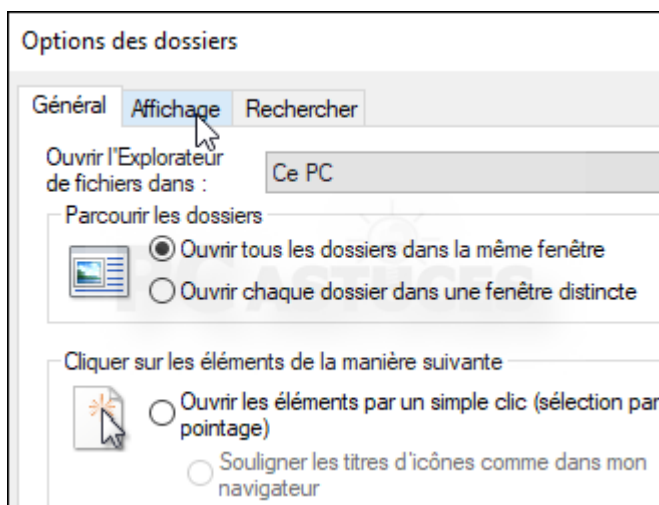 Options des dossiers
Général Affichage Rechercher
Ouvrir l'Explorateur
de fichiers dans :
Ce PC
Parcourir les dossiers
Ouvrir tous les dossiers dans la même fenêtre
Ouvrir chaque dossier dans une fenêtre distincte
PC ASTUCES
Cliquer sur les éléments de la manière suivante
Ouvrir les éléments par un simple clic (sélection par
pointage)
Souligner les titres d'icônes comme dans mon
navigateur